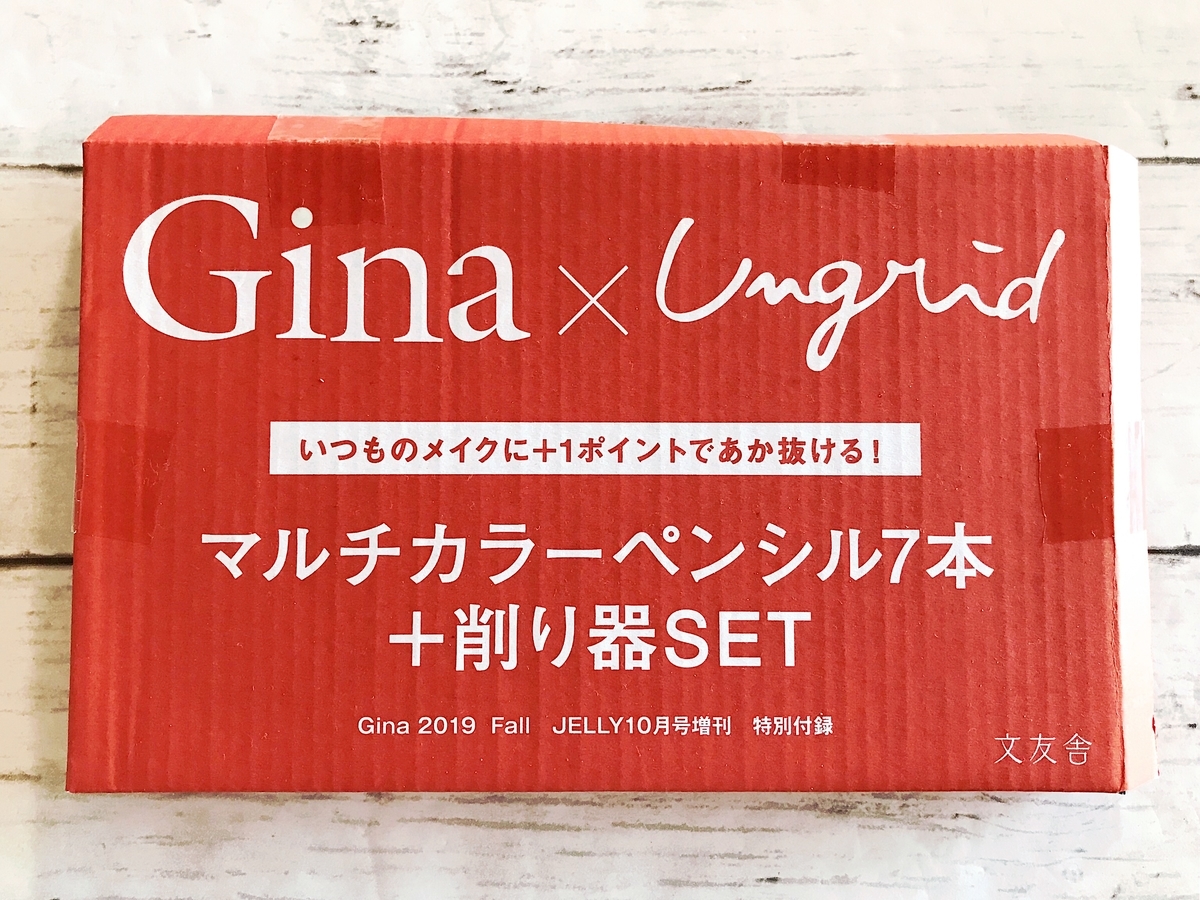 Gina × Ungrid
いつものメイクに+1ポイントであか抜ける!
マルチカラーペンシル7本
+削り器SET
Gina 2019 Fall JELLY10月号増刊 特別付録
文友舎